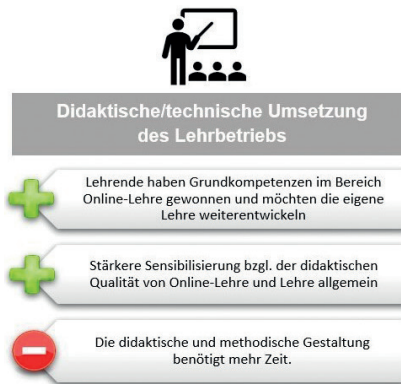 Didaktische/technische Umsetzung
des Lehrbetriebs
Lehrende haben Grundkompetenzen im Bereich
Online-Lehre gewonnen und möchten die eigene
Lehre weiterentwickeln
Stärkere Sensibilisierung bzgl. der didaktischen
Qualität von Online-Lehre und Lehre allgemein
Die didaktische und methodische Gestaltung
benötigt mehr Zeit.